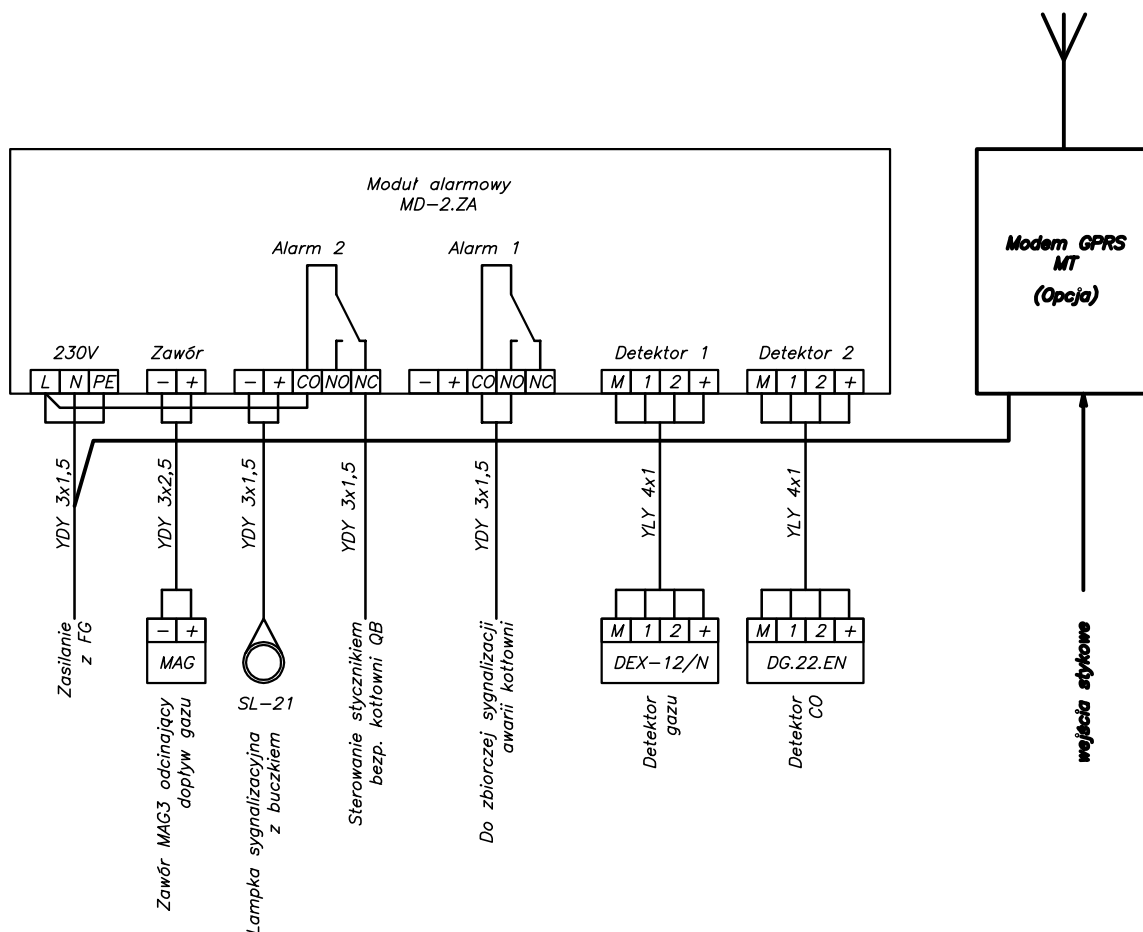 Moduł alarmowy
MD-2.ZA
Alarm 2
Alarm 1
Modem GPRS
MT
(Opcja)
230V
Zawór
Detektor 1
Detektor 2
L N PE
- +
- + CO NO NC
- + CO NO NC
M 1 2 +
M 1 2 +
YDY 3x1,5
YDY 3x2,5
YDY 3x1,5
YDY 3x1,5
YDY 3x1,5
YLY 4x1
YLY 4x1
- +
MAG
M 1 2 +
DEX-12/N
M 1 2 +
DG.22.EN
SL-21
Zasilanie
z FG
Zawór MAG3 odcinający
dopływ gazu
Lampka sygnalizacyjna
z buczkiem
Sterowanie stycznikiem
bezp. kotłowni QB
Do zbiorczej sygnalizacji
awarii kotłowni
Detektor
gazu
Detektor
CO
wejścia stykowe